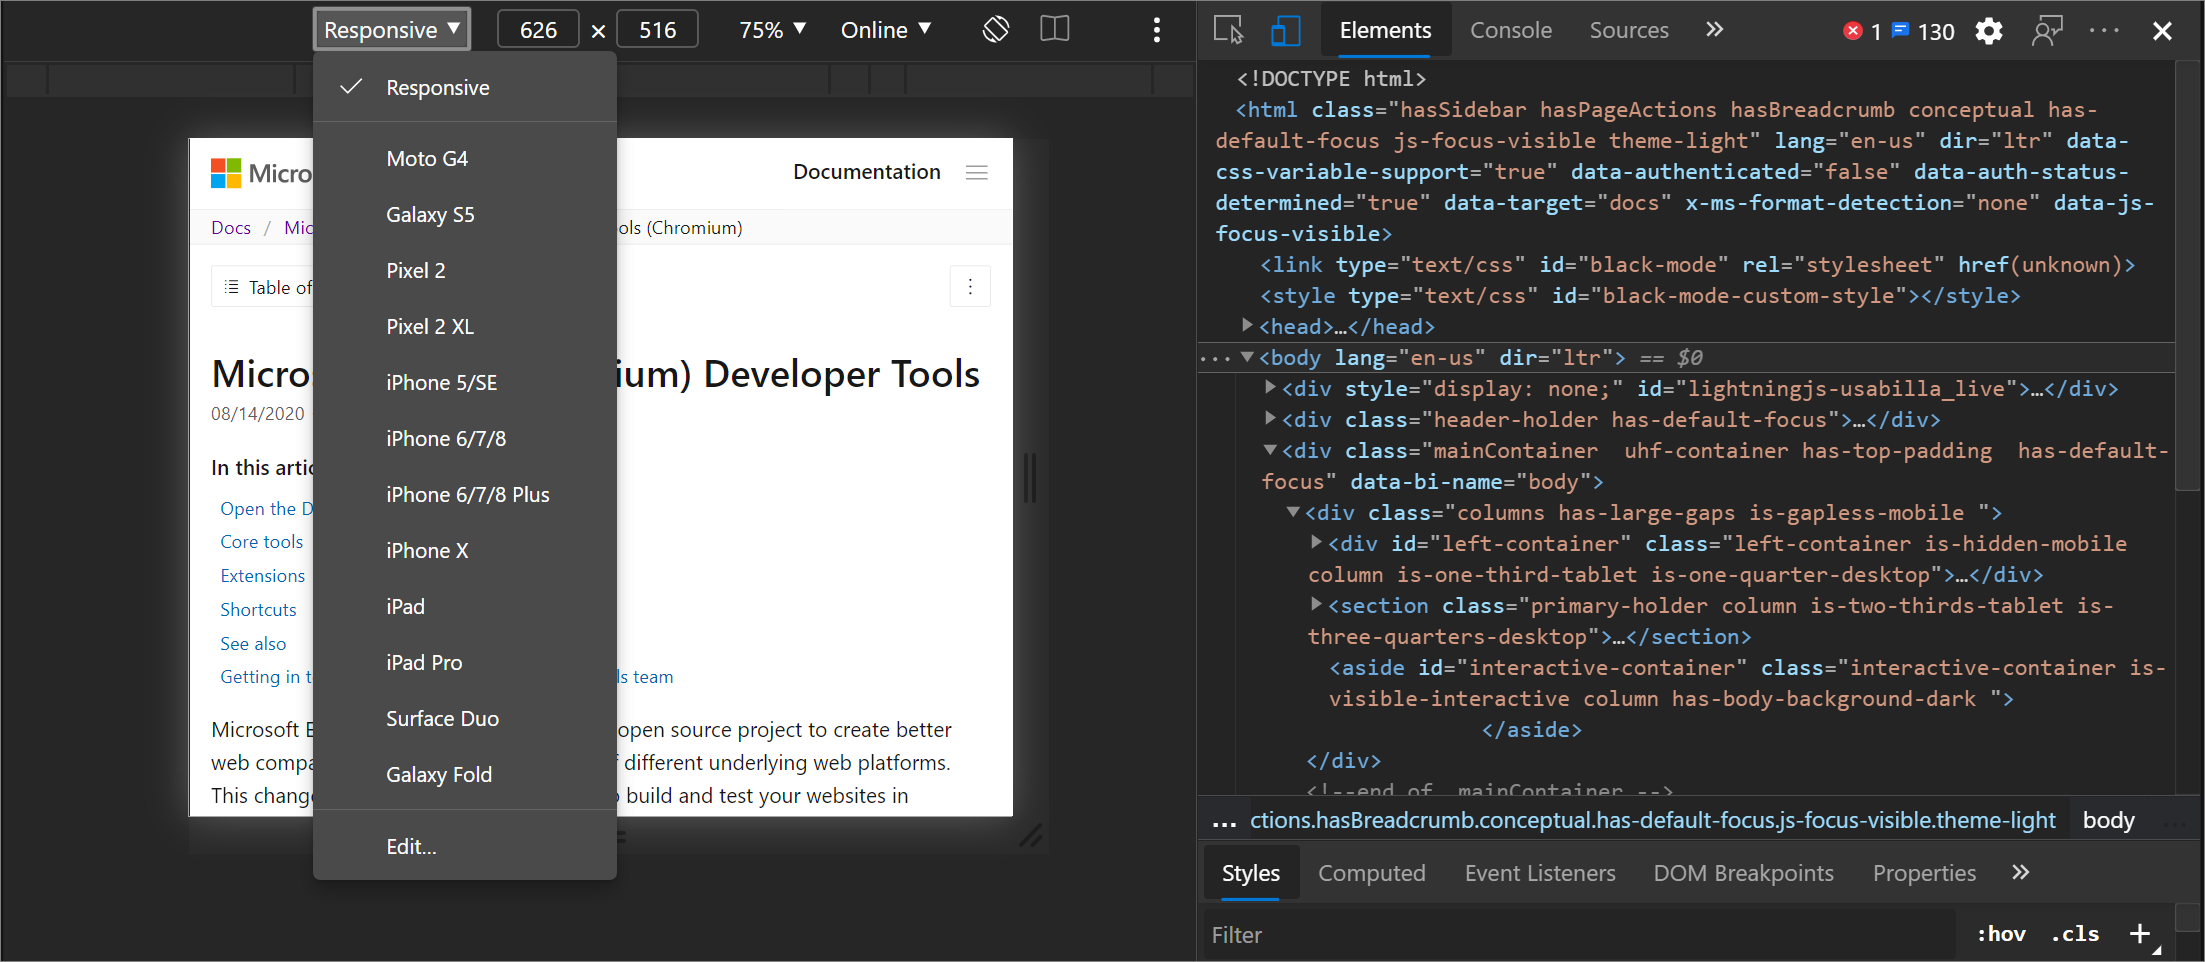 Responsive ▼ 626 × 516 75% ▼ Online ▼
Responsive
Moto G4
Galaxy S5
Pixel 2
Pixel 2 XL
iPhone 5/SE
iPhone 6/7/8
iPhone 6/7/8 Plus
iPhone X
iPad
iPad Pro
Surface Duo
Galaxy Fold
Edit...
Documentation
Docs / Mic ols (Chromium)
Table of
Micros ium) Developer Tools
08/14/2020
In this artic
Open the D
Core tools
Extensions
Shortcuts
See also
Getting in t ls team
Microsoft E open source project to create better
web compa different underlying web platforms.
This change build and test your websites in
Elements Console Sources 1 130
<!DOCTYPE html>
<html class="hasSidebar hasPageActions hasBreadcrumb conceptual has-
default-focus js-focus-visible theme-light" lang="en-us" dir="ltr" data-
css-variable-support="true" data-authenticated="false" data-auth-status-
determined="true" data-target="docs" x-ms-format-detection="none" data-js-
focus-visible>
<link type="text/css" id="black-mode" rel="stylesheet" href(unknown)>
<style type="text/css" id="black-mode-custom-style"></style>
<head>…</head>
<body lang="en-us" dir="ltr"> == $0
<div style="display: none;" id="lightningjs-usabilla_live">…</div>
<div class="header-holder has-default-focus">…</div>
<div class="mainContainer  uhf-container has-top-padding  has-default-
focus" data-bi-name="body">
<div class="columns has-large-gaps is-gapless-mobile ">
<div id="left-container" class="left-container is-hidden-mobile
column is-one-third-tablet is-one-quarter-desktop">…</div>
<section class="primary-holder column is-two-thirds-tablet is-
three-quarters-desktop">…</section>
<aside id="interactive-container" class="interactive-container is-
visible-interactive column has-body-background-dark ">
</aside>
</div>
<!--end of  mainContainer -->
... ctions.hasBreadcrumb.conceptual.has-default-focus.js-focus-visible.theme-light body ...
Styles Computed Event Listeners DOM Breakpoints Properties
Filter :hov .cls +